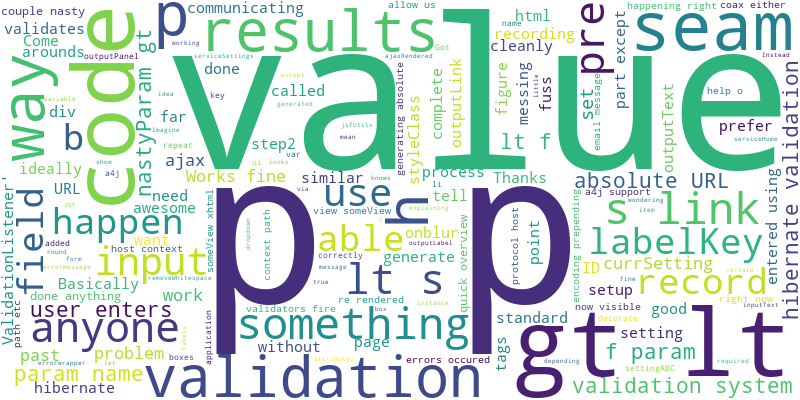 couple nasty
validates
Come
arounds
outputPanel
code
way
nastyParam gt
p
communicating
results
done
called
div
far
b
ideally
ajax
step2
Works fine
need
awesome
similar
URL
JSF
field
happen
use
h
value
p p
allow us
name
working
serviceSettings
ajaxRendered
Got
key
jsfUtils
variable
idea
generated
except
Imagine
mean
little
repeat
show
a4j
ui
looks
var
via
li
knows
generating absolute
styleClass
complete
figure
outputLink
html
recording
cleanly
messing
fuss
lt f
Thanks
process
tell
onblur
generate
quick overview
explaining
point
standard
tags
pre
set
email message
part except
outputText
seam
happening right
coax either
Instead
help o
prefer
serviceHome
absolute URL
a4j support
wondering
item
entered using
hibernate validation
s link
labelKey
ID
currSetting
record
encoding prepending
protocol host
setup
now visible
fine
decorate
certain
right now
inputText
good
setting
f param
settingABC
required
validation system
true
gt
lt
ValidationListener'
added
host context
view someView
someView xhtml
input
want
able
lt s
context path
outputLabel
message
correctly
true
round
form
errormessage
Basically
removeWhitespace
re rendered
box
instance
done anything
work
user enters
anyone
something
validators fire
path etc
past
problem
boxes
application
without
page
errors occured
errorwrapper
let
labels
param name
hibernate
validation
dropdown
attributes
depending